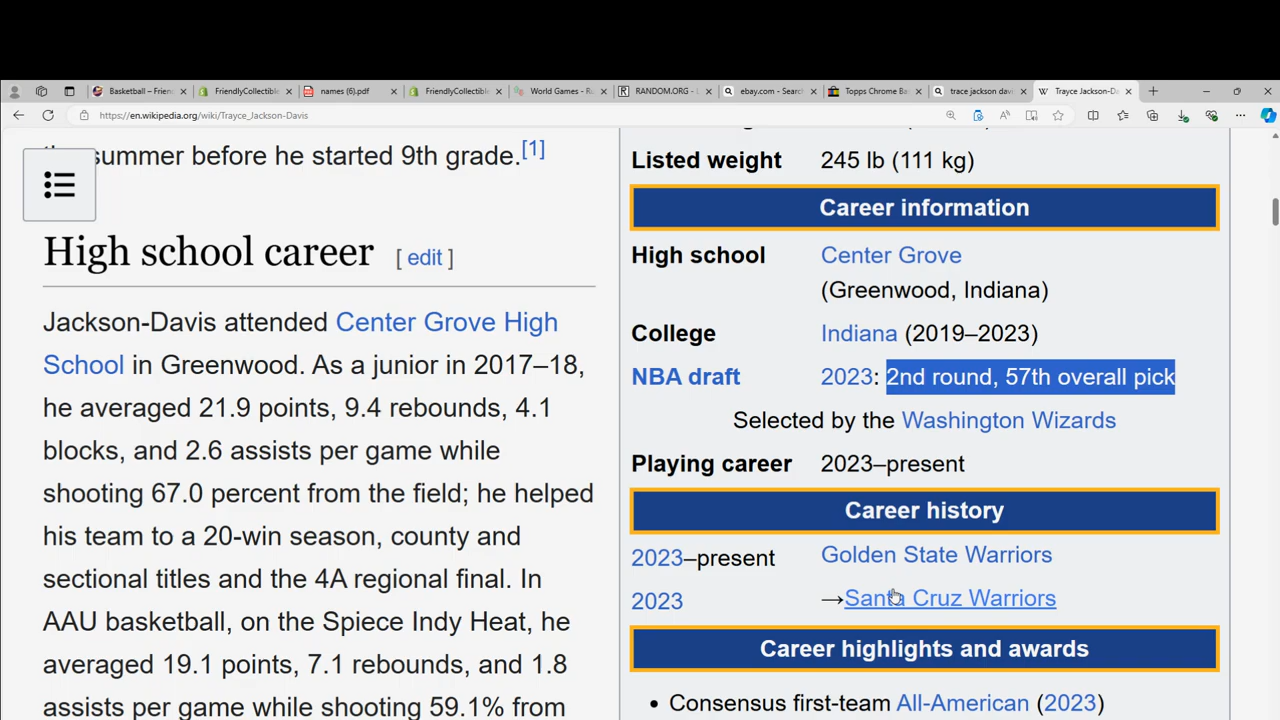 Basketball – Frien
FriendlyCollectible
names (6).pdf
FriendlyCollectible
World Games - Ru
RANDOM.ORG - L
ebay.com - Search
Topps Chrome Ba
trace jackson davi
Trayce Jackson-Da
https://en.wikipedia.org/wiki/Trayce_Jackson-Davis
summer before he started 9th grade.[1]
High school career [ edit ]
Jackson-Davis attended Center Grove High
School in Greenwood. As a junior in 2017–18,
he averaged 21.9 points, 9.4 rebounds, 4.1
blocks, and 2.6 assists per game while
shooting 67.0 percent from the field; he helped
his team to a 20-win season, county and
sectional titles and the 4A regional final. In
AAU basketball, on the Spiece Indy Heat, he
averaged 19.1 points, 7.1 rebounds, and 1.8
assists per game while shooting 59.1% from
Listed weight 245 lb (111 kg)
Career information
High school Center Grove
(Greenwood, Indiana)
College Indiana (2019–2023)
NBA draft 2023: 2nd round, 57th overall pick
Selected by the Washington Wizards
Playing career 2023–present
Career history
2023–present Golden State Warriors
2023 →Santa Cruz Warriors
Career highlights and awards
• Consensus first-team All-American (2023)